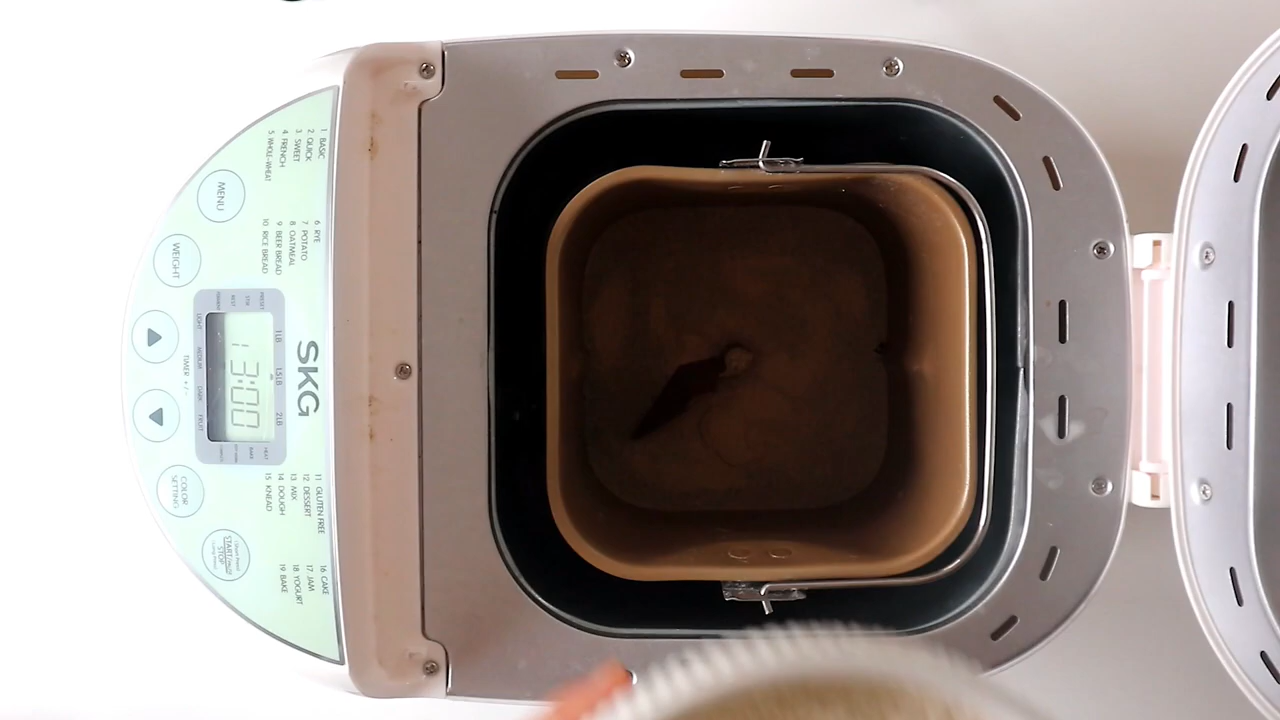 1 BASIC
2 QUICK
3 SWEET
4 FRENCH
5 WHOLE-WHEAT
6 RYE
7 POTATO
8 OATMEAL
9 BEER BREAD
10 RICE BREAD
11 GLUTEN FREE
12 DESSERT
13 MIX
14 DOUGH
15 KNEAD
16 CAKE
17 JAM
18 YOGURT
19 BAKE
SKG
1LB
1.5LB
2LB
PRESET
1 3:00
LIGHT
MEDIUM
DARK
TIMER +/-
MENU
WEIGHT
COLOR
SETTING
START/
STOP